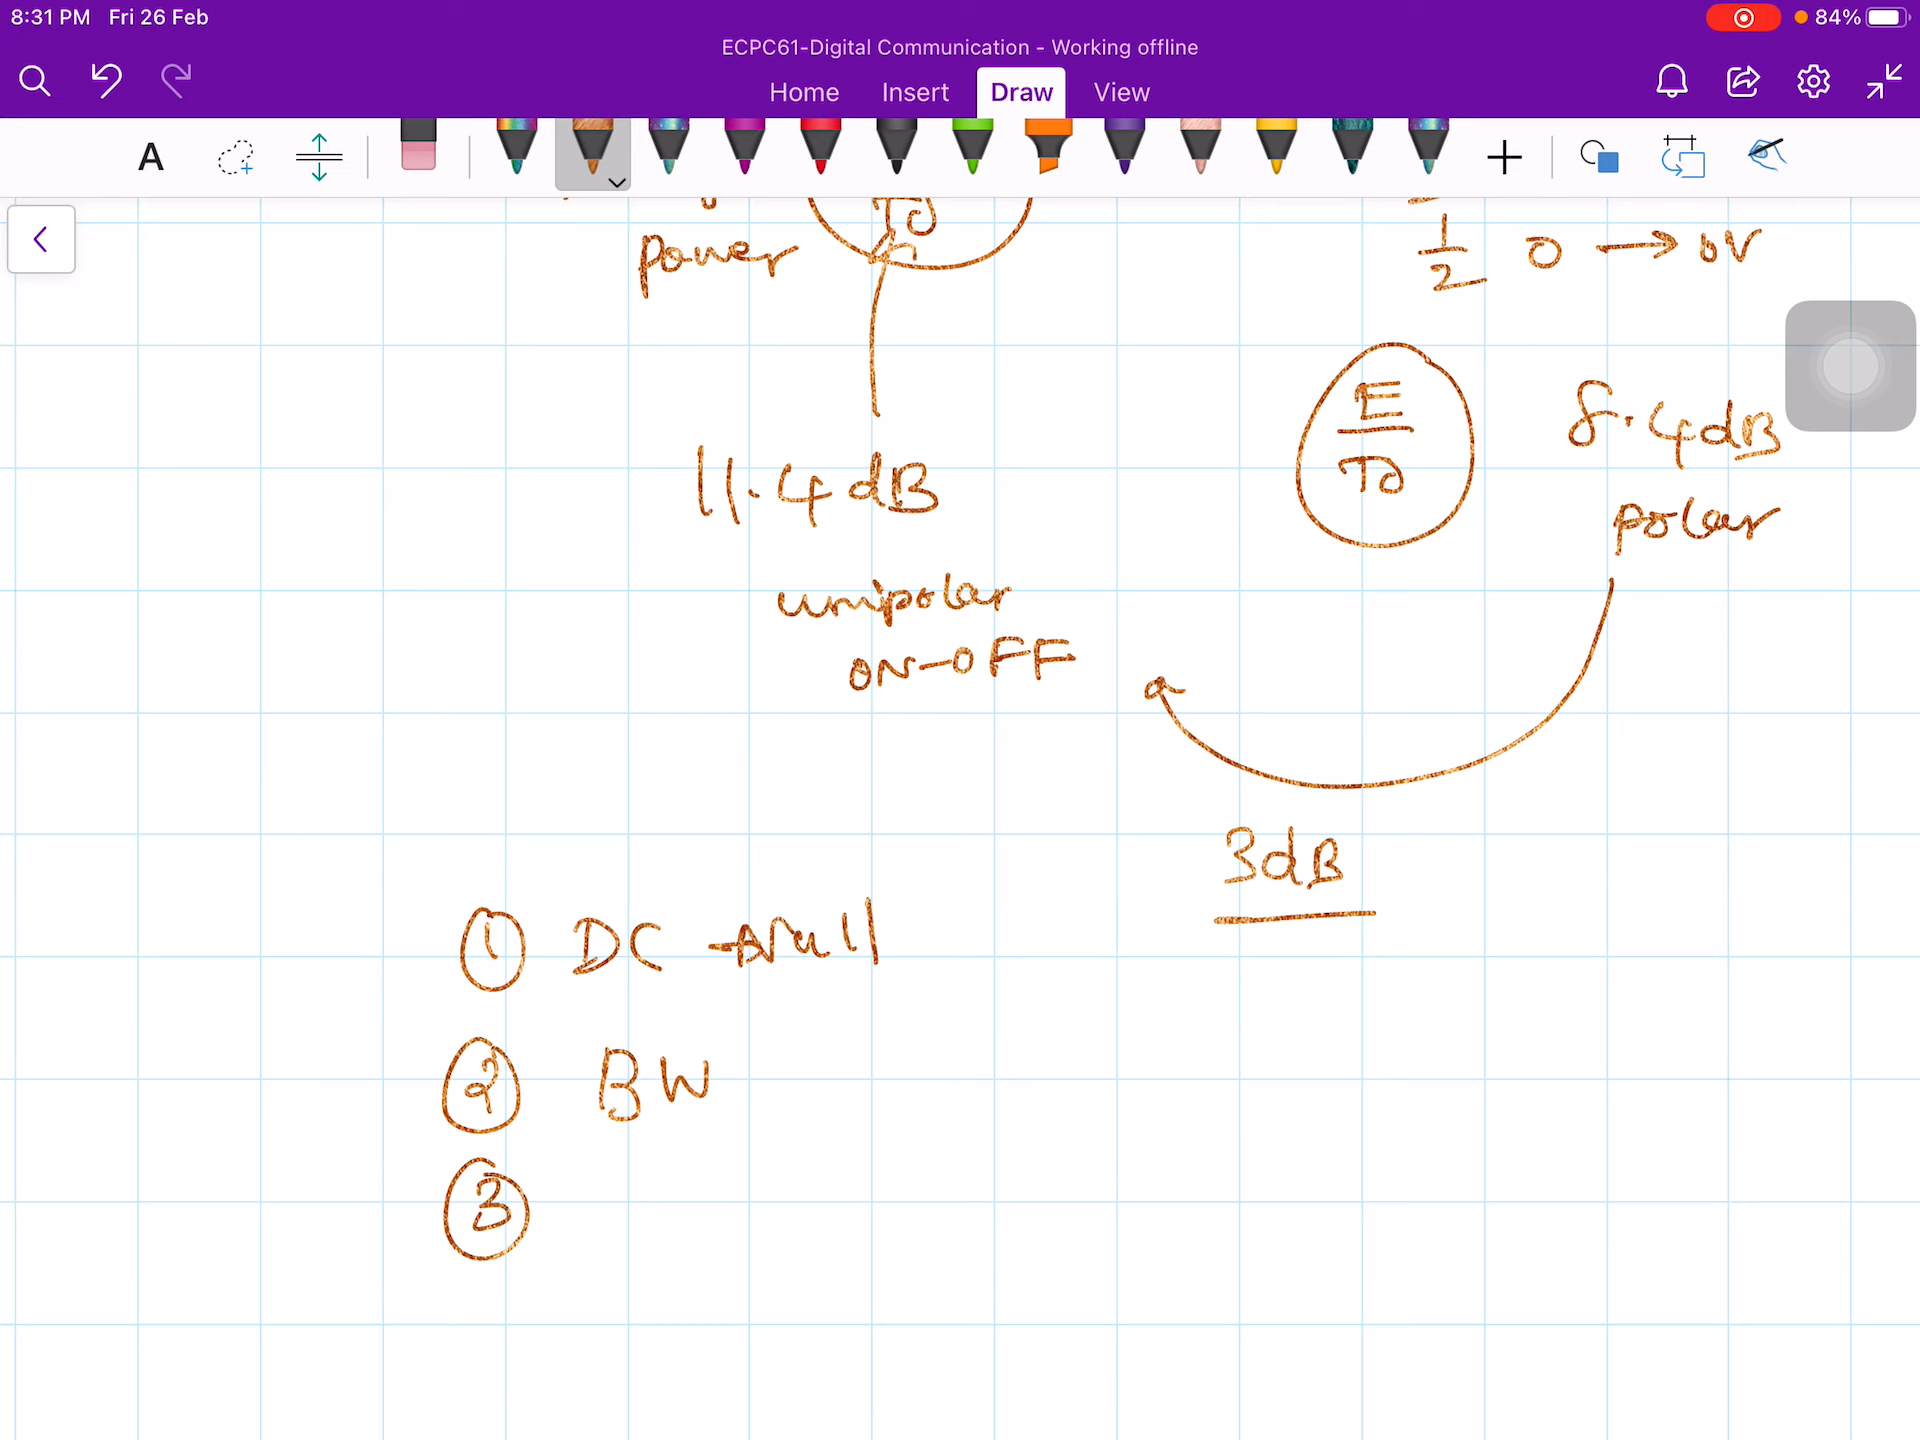 8:31 PM Fri 26 Feb
84%
ECPC61-Digital Communication - Working offline
Home Insert Draw View
A
power
1/2 0 → 0V
E
8.4dB
polar
11.4 dB
unipolar
ON-OFF
3dB
① DC Null
② BW
③